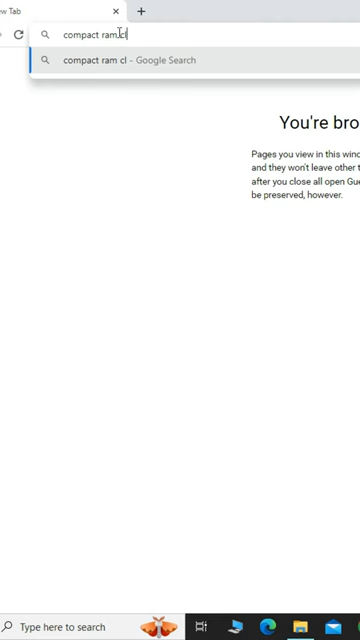 ew Tab
compact ram cl
compact ram cl - Google Search
You're bro
Pages you view in this wind
and they won't leave other t
after you close all open Gue
be preserved, however.
Type here to search